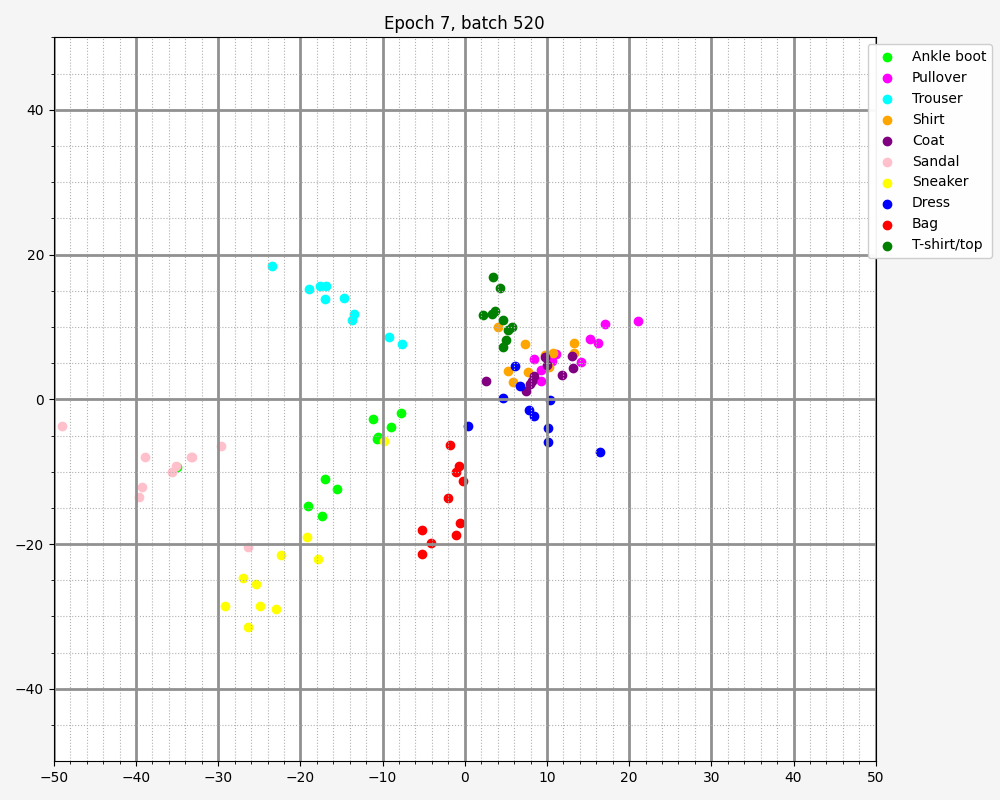 Epoch 7, batch 520
40
20
0
−20
−40
−50
−40
−30
−20
−10
0
10
20
30
40
50
Ankle boot
Pullover
Trouser
Shirt
Coat
Sandal
Sneaker
Dress
Bag
T-shirt/top